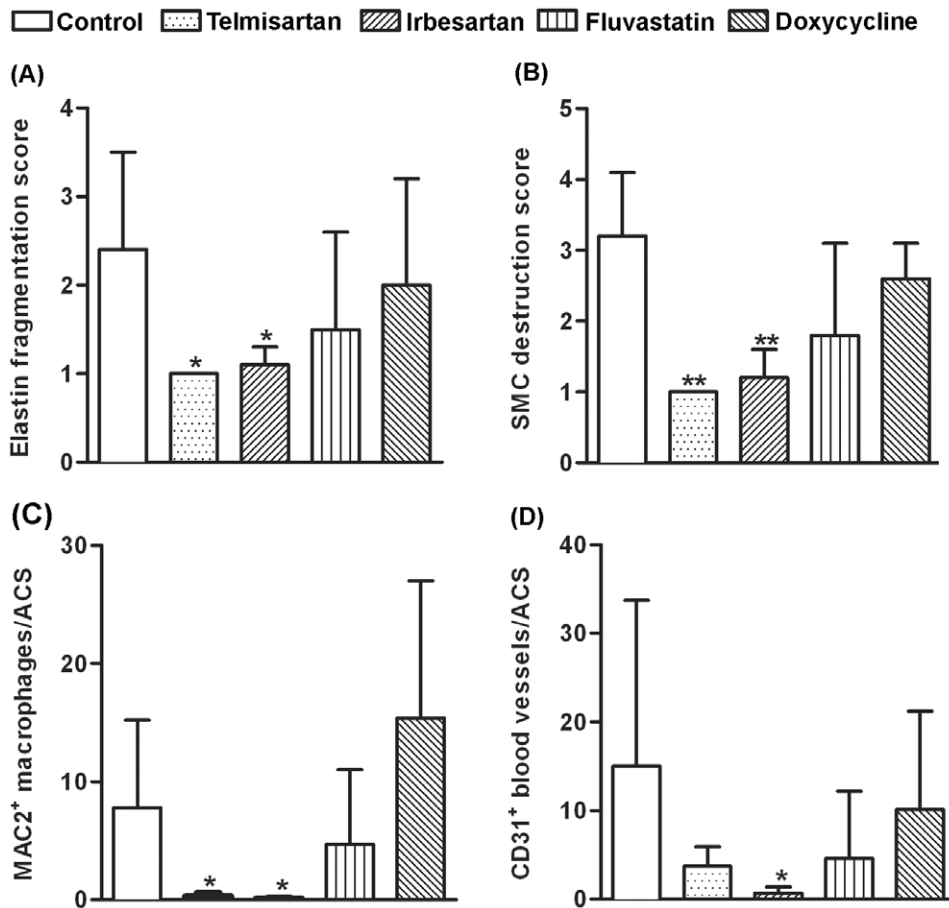 Control Telmisartan Irbesartan Fluvastatin Doxycycline
(A)
Elastin fragmentation score
4
3
2
1
0
* *
(B)
SMC destruction score
5
4
3
2
1
0
** **
(C)
MAC2⁺ macrophages/ACS
30
20
10
0
* *
(D)
CD31⁺ blood vessels/ACS
40
30
20
10
0
*